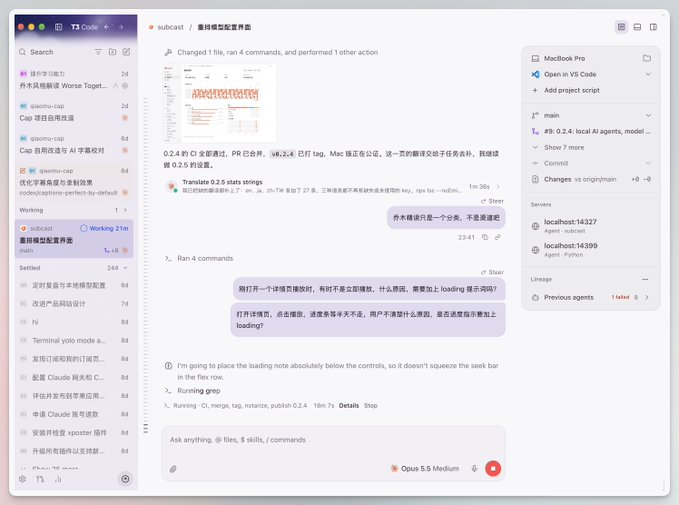 T3 Code
Search
提升学习能力 2d
乔木风格解读 Worse Toget...
qiaomu-cap 2d
Cap 项目自用改造
qiaomu-cap 6d
Cap 自用改造与 AI 字幕校对
qiaomu-cap 6d
优化字幕角度与录制效果
codex/captions-perfect-by-default
Working 1
subcast Working 21m
重排模型配置界面
main +8
Settled 244
定时复盘与本地模型配置 6d
改进产品网站设计 7d
hi 8d
Terminal yolo mode a... 8d
发现订阅和我的订阅页... 8d
配置 Claude 网关和 C... 8d
评估并发布到苹果应用... 8d
申请 Claude 账号退款 8d
安装并检查 xposter 插件 8d
升级所有插件以支持新... 8d
subcast / 重排模型配置界面
Changed 1 file, ran 4 commands, and performed 1 other action
0.2.4 的 CI 全部通过，PR 已合并，v0.2.4 已打 tag，Mac 版正在公证。这一页的翻译交给子任务去补，我继续
做 0.2.5 的设置。
Translate 0.2.5 stats strings
1m 36s
Steer
乔木精读只是一个分类，不是渠道吧
23:41
Ran 4 commands
Steer
刚打开一个详情页播放时，有时不是立即播放，什么原因，需要加上 loading 提示词吗？
打开详情页，点击播放，进度条等半天不走，用户不清楚什么原因，是否进度指示要加上
loading?
I'm going to place the loading note absolutely below the controls, so it doesn't squeeze the seek bar
in the flex row.
Running grep
Running · CI, merge, tag, notarize, publish 0.2.4 18m 7s Details Stop
Ask anything. @ files, $ skills, / commands
Opus 5.5 Medium
MacBook Pro
Open in VS Code
Add project script
main
#9: 0.2.4: local AI agents, model ...
Show 7 more
Commit
Changes vs origin/main +0 -0
Servers
localhost:14327
Agent · subcast
localhost:14399
Agent · Python
Lineage
Previous agents 1 failed 8